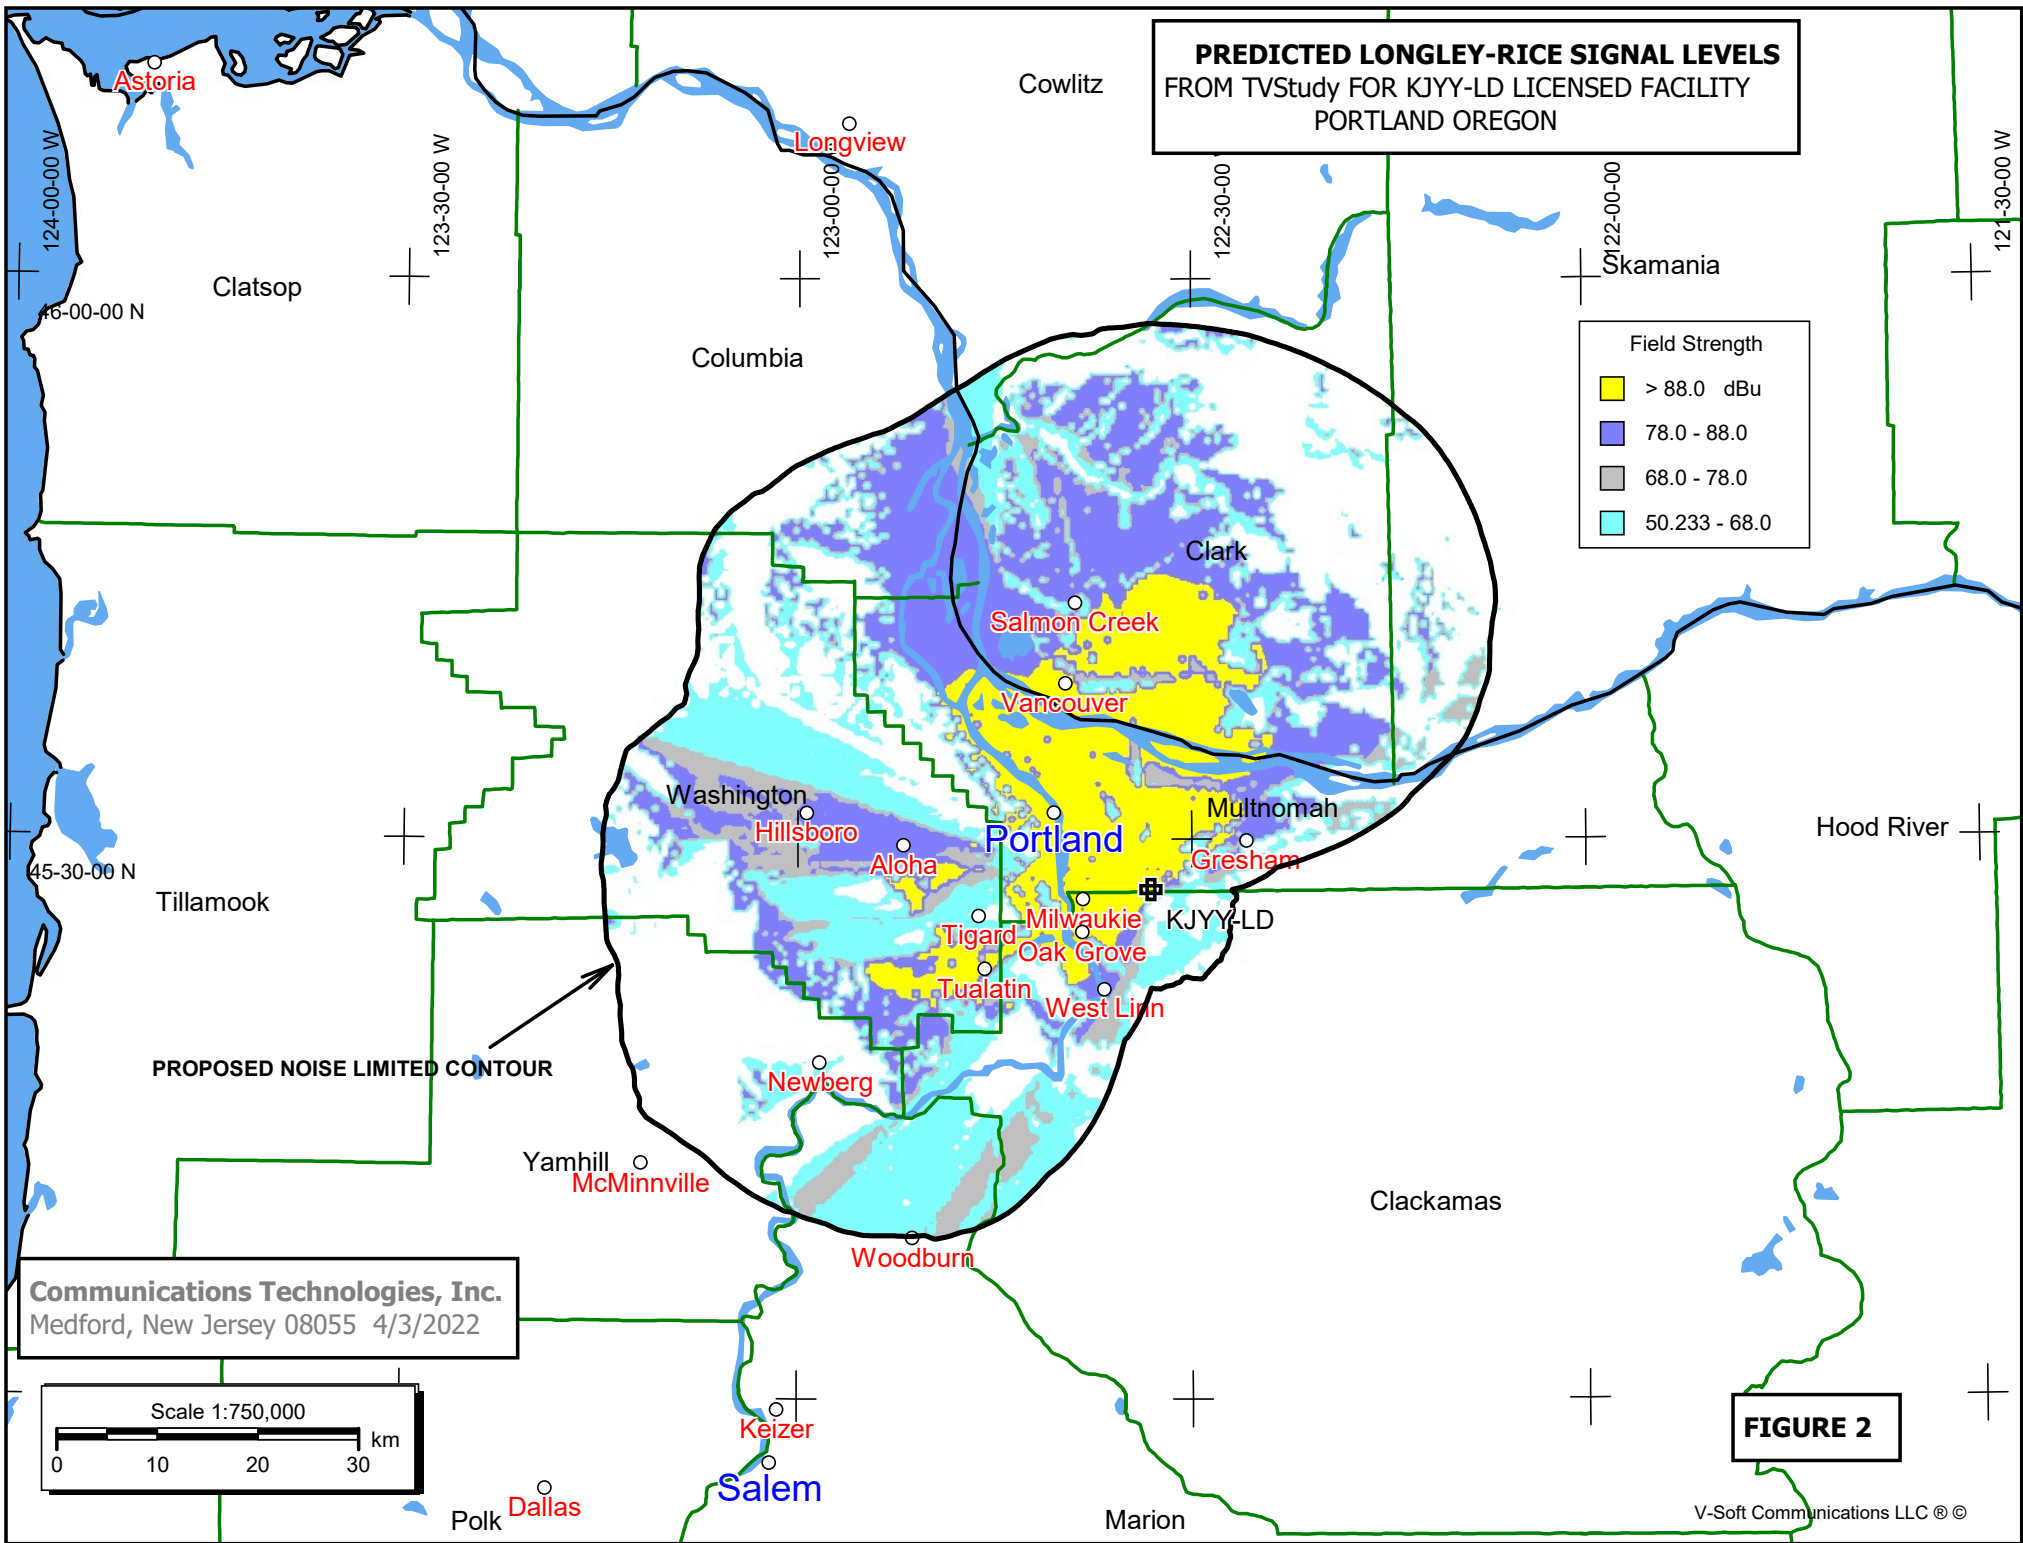 PREDICTED LONGLEY-RICE SIGNAL LEVELS
FROM TVStudy FOR KJYY-LD LICENSED FACILITY
PORTLAND OREGON
Astoria
Cowlitz
Longview
124-00-00 W
123-30-00 W
123-00-00
122-30-00
122-00-00
121-30-00 W
Skamania
Clatsop
46-00-00 N
Columbia
Field Strength
> 88.0 dBu
78.0 - 88.0
68.0 - 78.0
50.233 - 68.0
Clark
Salmon Creek
Vancouver
Washington
Hillsboro
Aloha
Portland
Multnomah
Gresham
Hood River
45-30-00 N
Tillamook
KJYY-LD
Milwaukie
Tigard
Oak Grove
Tualatin
West Linn
PROPOSED NOISE LIMITED CONTOUR
Newberg
Yamhill
McMinnville
Clackamas
Woodburn
Communications Technologies, Inc.
Medford, New Jersey 08055 4/3/2022
Scale 1:750,000
km
0 10 20 30
Keizer
Salem
FIGURE 2
Dallas
Polk
Marion
V-Soft Communications LLC ® ©